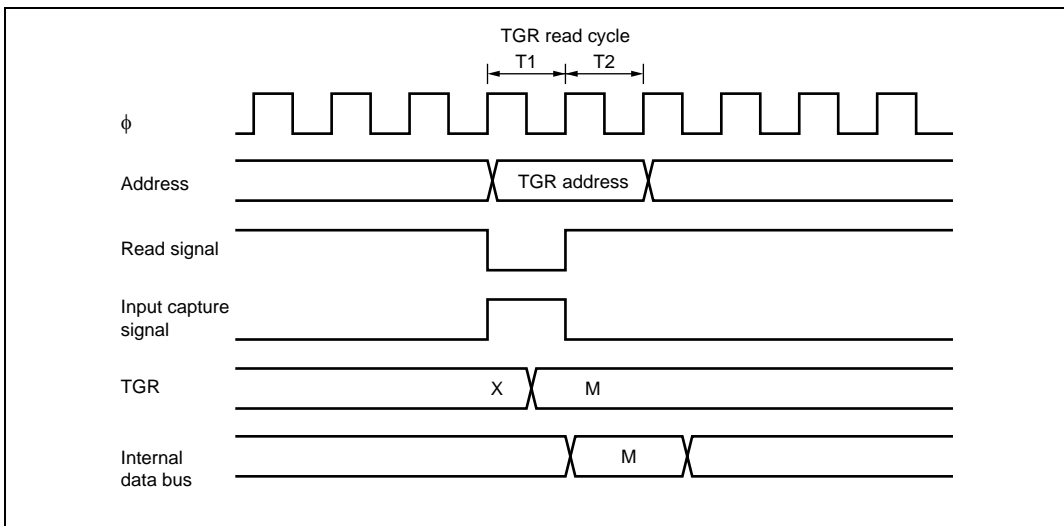 TGR read cycle
T1 T2
ϕ
Address
TGR address
Read signal
Input capture
signal
TGR
X M
Internal
data bus
M